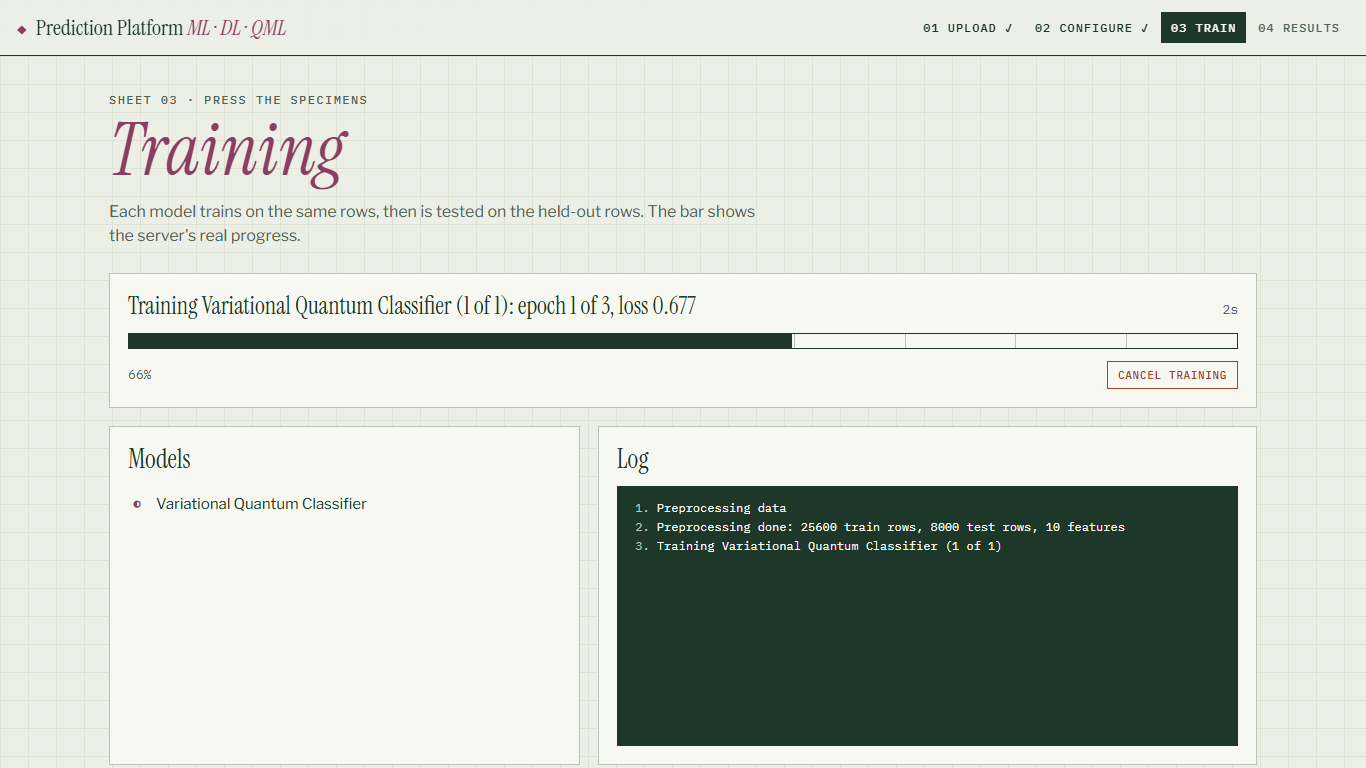 ◆ Prediction Platform ML · DL · QML
01 UPLOAD ✓ 02 CONFIGURE ✓ 03 TRAIN 04 RESULTS
SHEET 03 · PRESS THE SPECIMENS
Training
Each model trains on the same rows, then is tested on the held-out rows. The bar shows
the server's real progress.
Training Variational Quantum Classifier (1 of 1): epoch 1 of 3, loss 0.677
2s
66%
CANCEL TRAINING
Models
Variational Quantum Classifier
Log
1. Preprocessing data
2. Preprocessing done: 25600 train rows, 8000 test rows, 10 features
3. Training Variational Quantum Classifier (1 of 1)